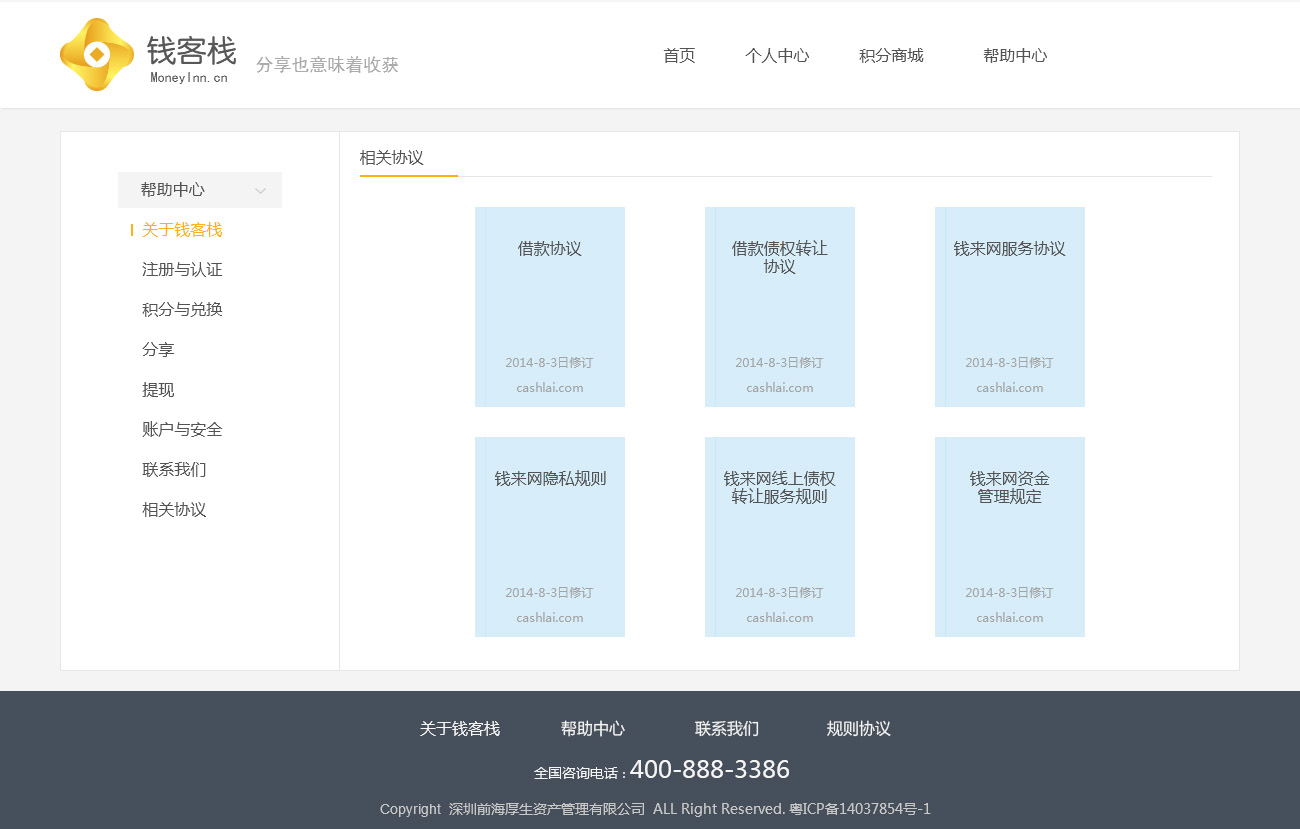 钱客栈
MoneyInn.cn
分享也意味着收获
首页 个人中心 积分商城 帮助中心
帮助中心
关于钱客栈
注册与认证
积分与兑换
分享
提现
账户与安全
联系我们
相关协议
相关协议
借款协议
2014-8-3日修订
cashlai.com
借款债权转让
协议
2014-8-3日修订
cashlai.com
钱来网服务协议
2014-8-3日修订
cashlai.com
钱来网隐私规则
2014-8-3日修订
cashlai.com
钱来网线上债权
转让服务规则
2014-8-3日修订
cashlai.com
钱来网资金
管理规定
2014-8-3日修订
cashlai.com
关于钱客栈 帮助中心 联系我们 规则协议
全国咨询电话 : 400-888-3386
Copyright 深圳前海厚生资产管理有限公司 ALL Right Reserved. 粤ICP备14037854号-1